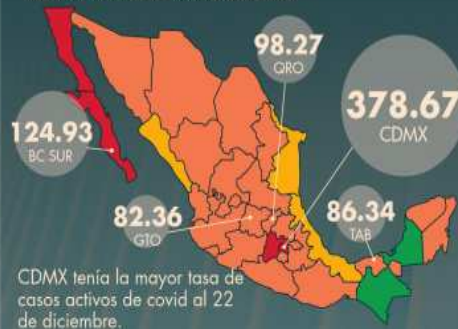 98.27
QRO
378.67
CDMX
124.93
BC SUR
82.36
GTO
86.34
TAB
CDMX tenía la mayor tasa de
casos activos de covid al 22
de diciembre.